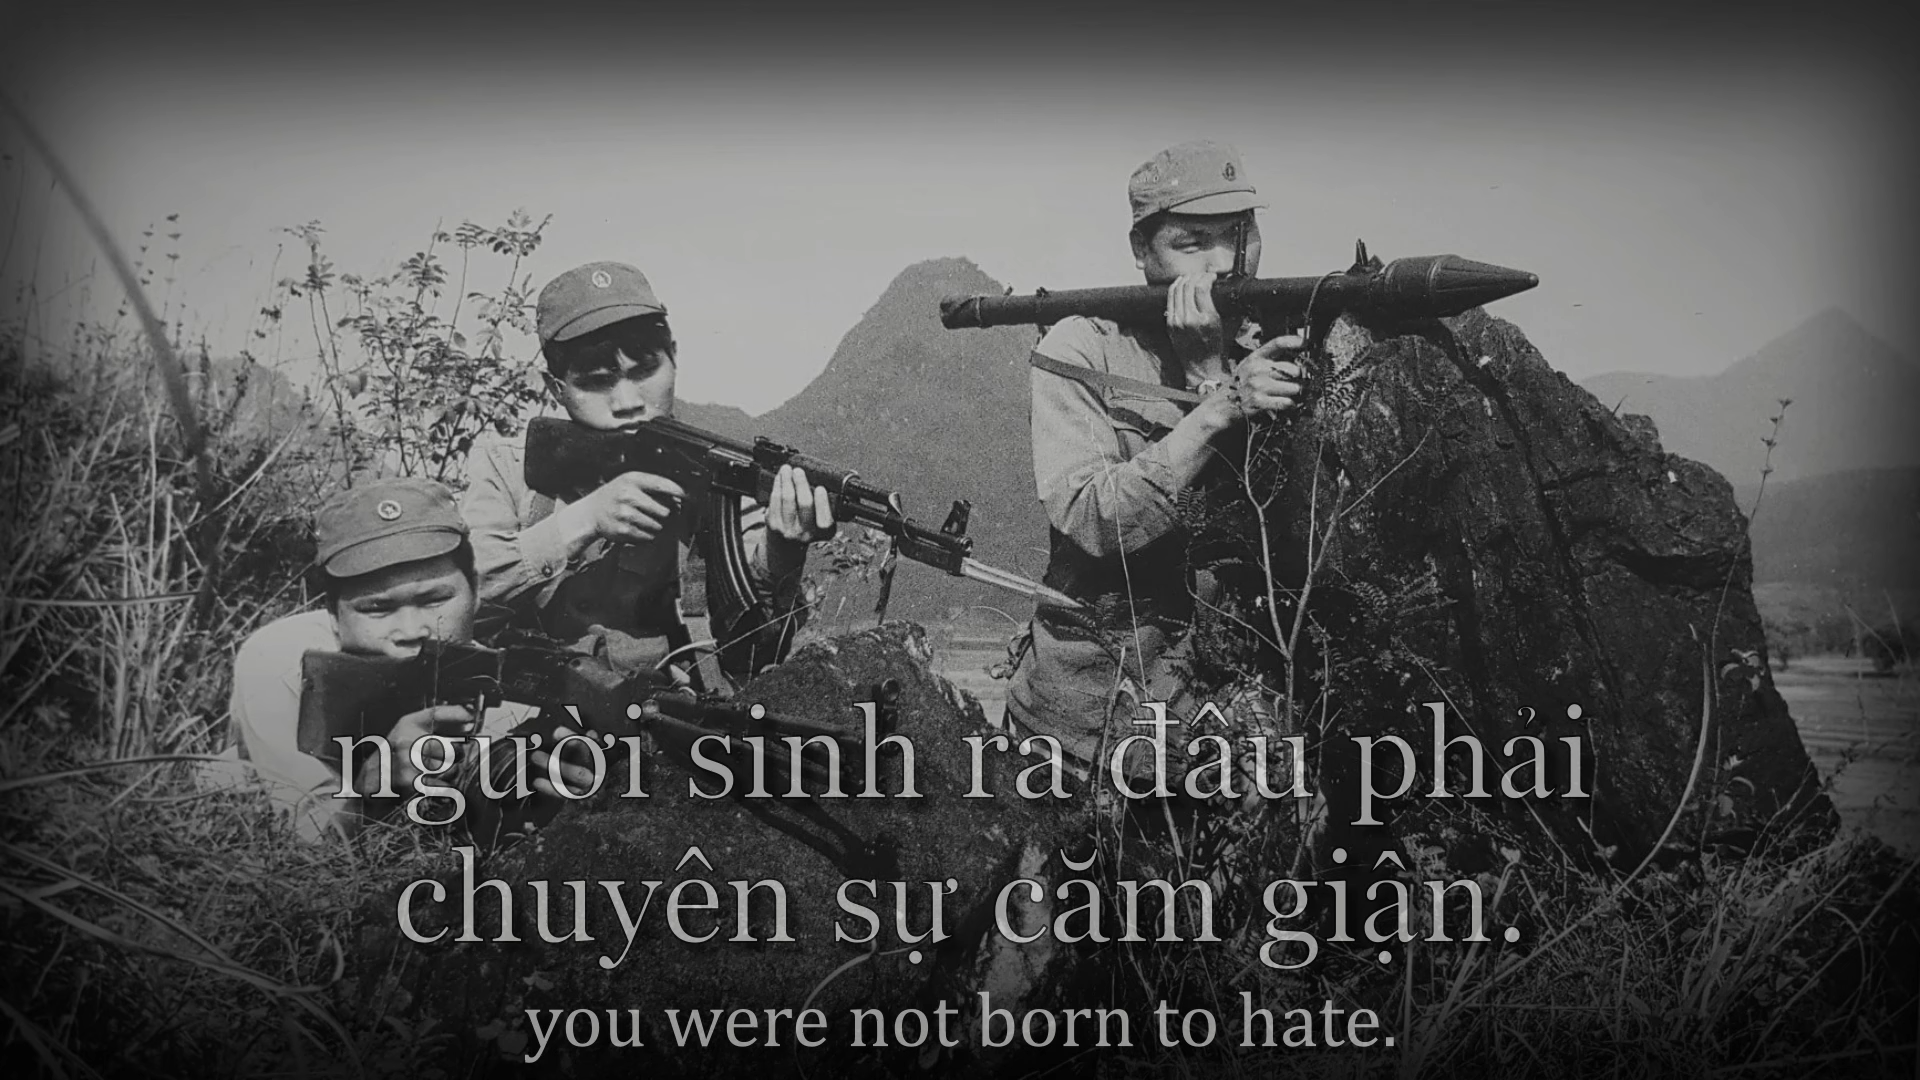 người sinh ra đâu phải
chuyên sự căm giận.
you were not born to hate.